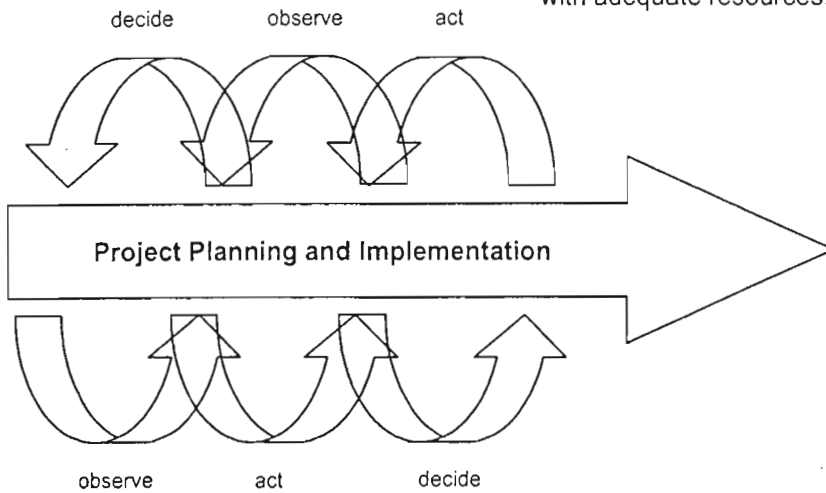 with adequate resources.
decide observe act
Project Planning and Implementation
observe act decide